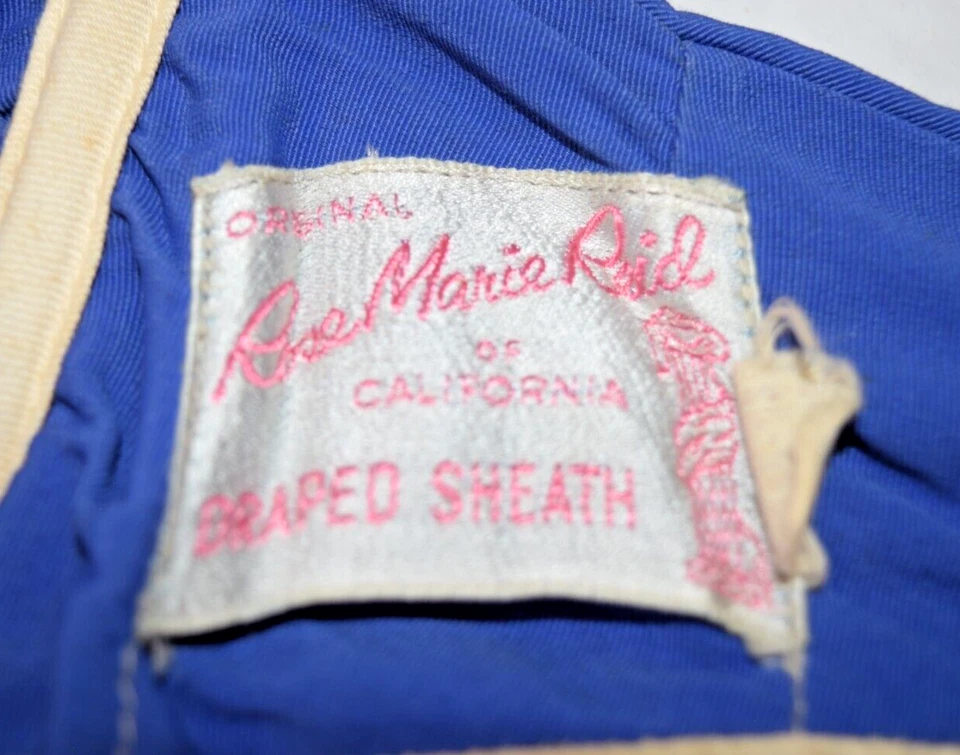 ORIGINAL
Rose Marie Reid
OF
CALIFORNIA
DRAPED SHEATH